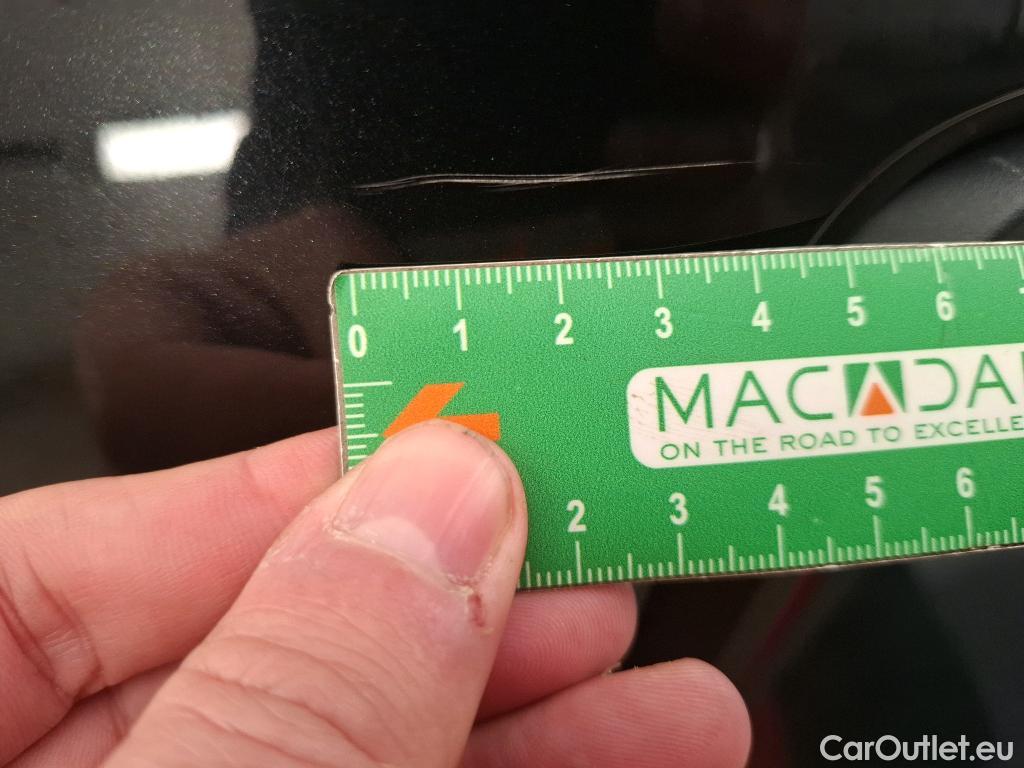 0 1 2 3 4 5 6
MACADA
ON THE ROAD TO EXCELLE
2 3 4 5 6
CarOutlet.eu